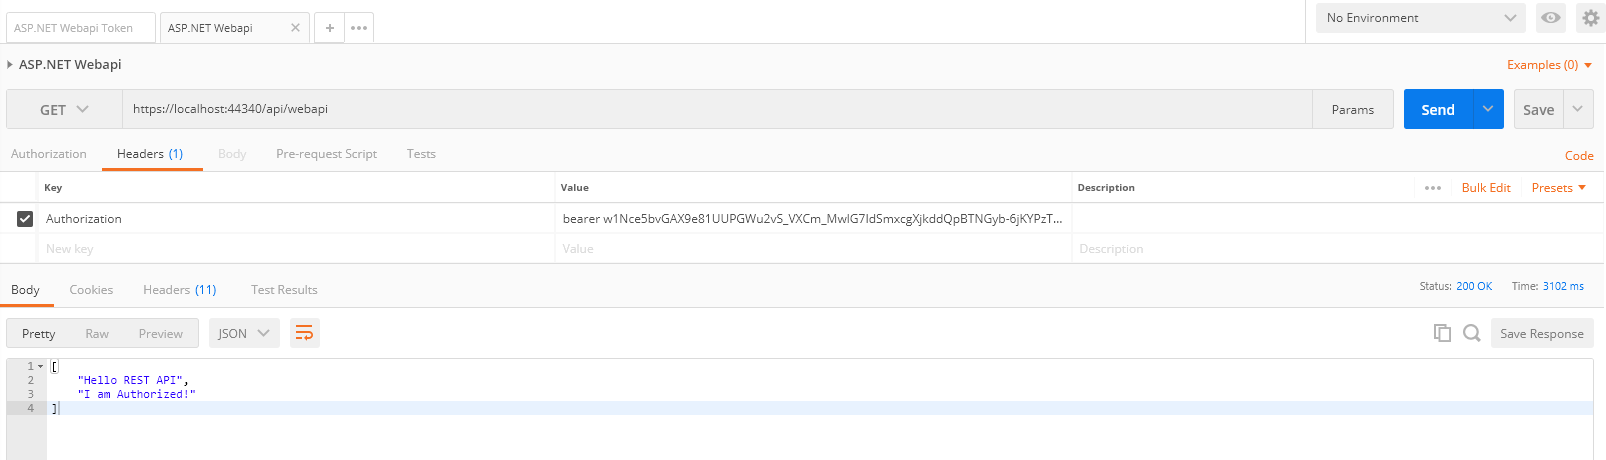 ASP.NET Webapi Token
ASP.NET Webapi
No Environment
ASP.NET Webapi
Examples (0)
GET
https://localhost:44340/api/webapi
Params
Send
Save
Authorization
Headers (1)
Body
Pre-request Script
Tests
Code
Key
Value
Description
Bulk Edit
Presets
Authorization
bearer w1Nce5bvGAX9e81UUPGWu2vS_VXCm_MwlG7IdSmxcgXjkddQpBTNGyb-6jKYPzT...
New key
Value
Description
Body
Cookies
Headers (11)
Test Results
Status: 200 OK
Time: 3102 ms
Pretty
Raw
Preview
JSON
Save Response
1 [
2 "Hello REST API",
3 "I am Authorized!"
4 ]